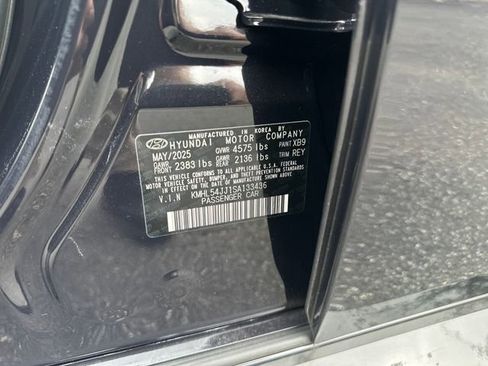 MANUFACTURED IN KOREA BY
HYUNDAI MOTOR COMPANY
MAY/2025 GVWR 4575 lbs PAINT XB9
GAWR FRONT 2383 lbs GAWR REAR 2136 lbs TRIM REY
THIS VEHICLE CONFORMS TO ALL APPLICABLE U.S. FEDERAL
MOTOR VEHICLE SAFETY, BUMPER, AND THEFT PREVENTION STANDARDS
IN EFFECT ON THE DATE OF MANUFACTURE SHOWN ABOVE.
V.I.N KMHL54JJ1SA133436
PASSENGER CAR